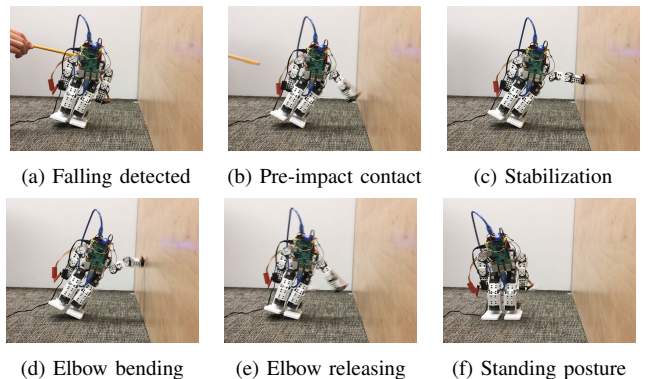 (a) Falling detected
(b) Pre-impact contact
(c) Stabilization
(d) Elbow bending
(e) Elbow releasing
(f) Standing posture